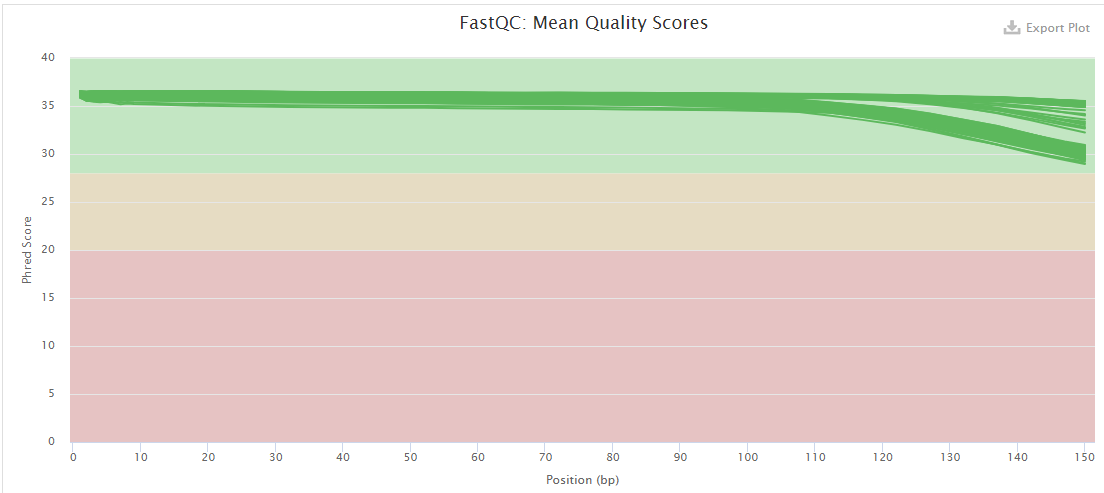 FastQC: Mean Quality Scores
Export Plot
Phred Score
40
35
30
25
20
15
10
5
0
0 10 20 30 40 50 60 70 80 90 100 110 120 130 140 150
Position (bp)